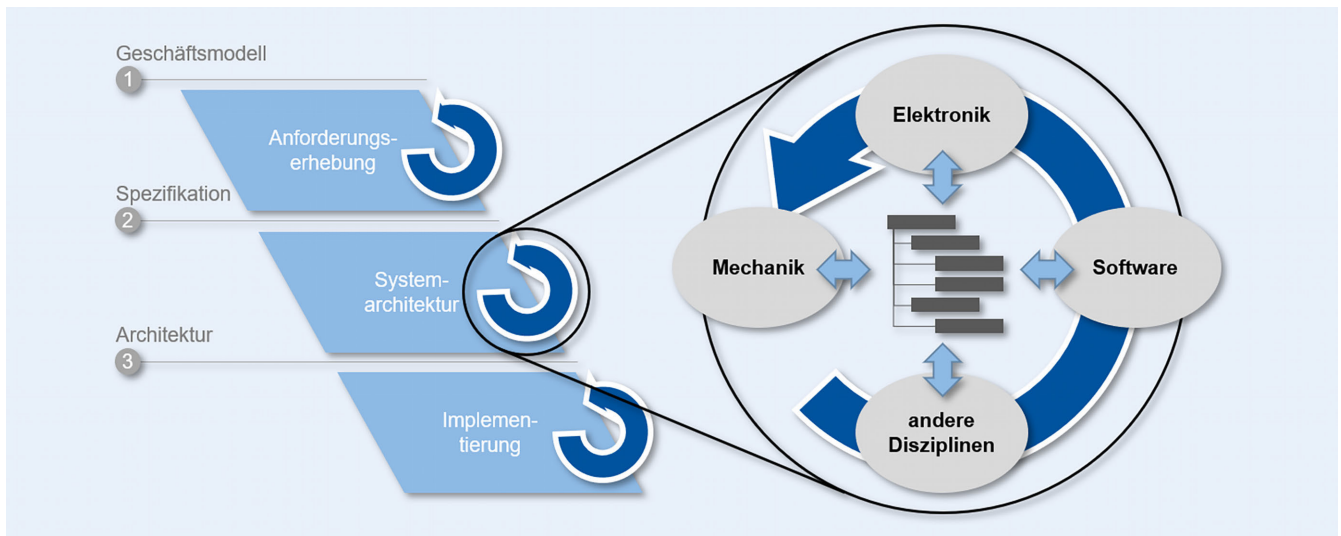 Geschäftsmodell
1
Anforderungs-
erhebung
Spezifikation
2
System-
architektur
Architektur
3
Implemen-
tierung
Elektronik
Mechanik
Software
andere
Disziplinen